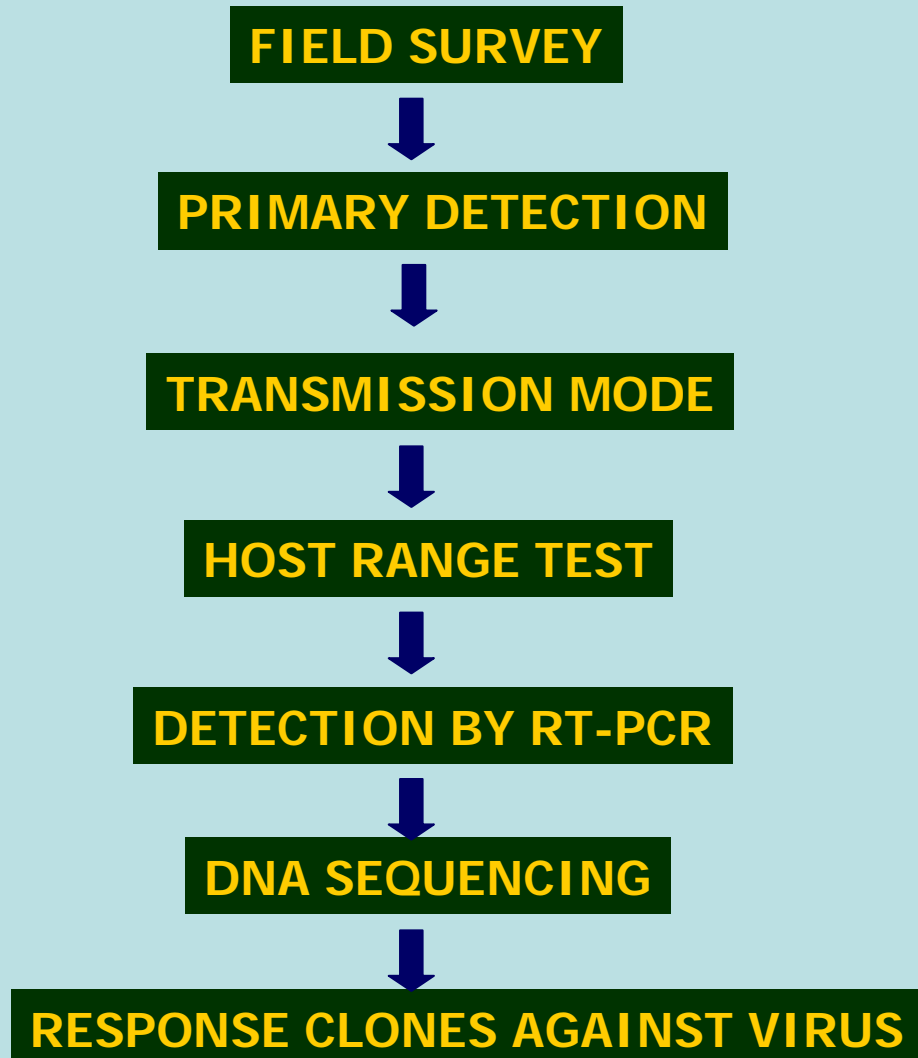 FIELD SURVEY
PRIMARY DETECTION
TRANSMISSION MODE
HOST RANGE TEST
DETECTION BY RT-PCR
DNA SEQUENCING
RESPONSE CLONES AGAINST VIRUS